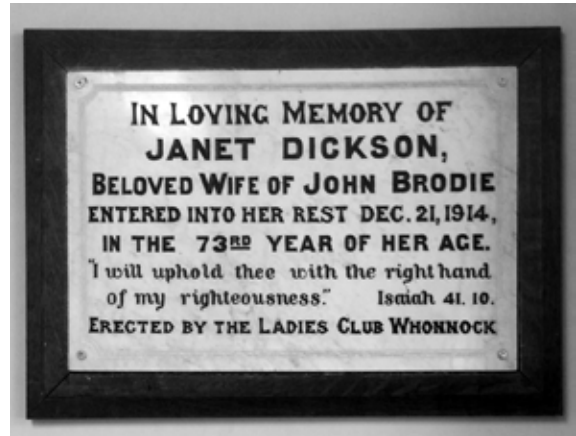 IN LOVING MEMORY OF
JANET DICKSON,
BELOVED WIFE OF JOHN BRODIE
ENTERED INTO HER REST DEC. 21, 1914,
IN THE 73RD YEAR OF HER AGE.
"I will uphold thee with the right hand
of my righteousness." Isaiah 41. 10.
ERECTED BY THE LADIES CLUB WHONNOCK